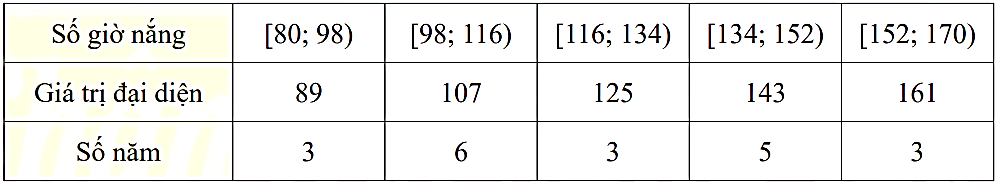 Số giờ nắng [80; 98) [98; 116) [116; 134) [134; 152) [152; 170)
Giá trị đại diện 89 107 125 143 161
Số năm 3 6 3 5 3